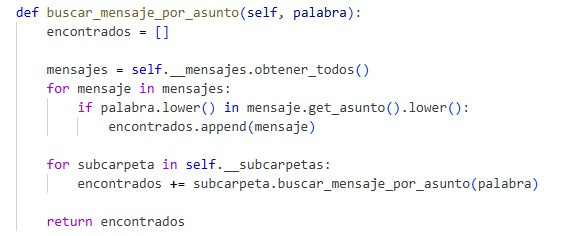 def buscar_mensaje_por_asunto(self, palabra):
    encontrados = []

    mensajes = self.__mensajes.obtener_todos()
    for mensaje in mensajes:
        if palabra.lower() in mensaje.get_asunto().lower():
            encontrados.append(mensaje)

    for subcarpeta in self.__subcarpetas:
        encontrados += subcarpeta.buscar_mensaje_por_asunto(palabra)

    return encontrados